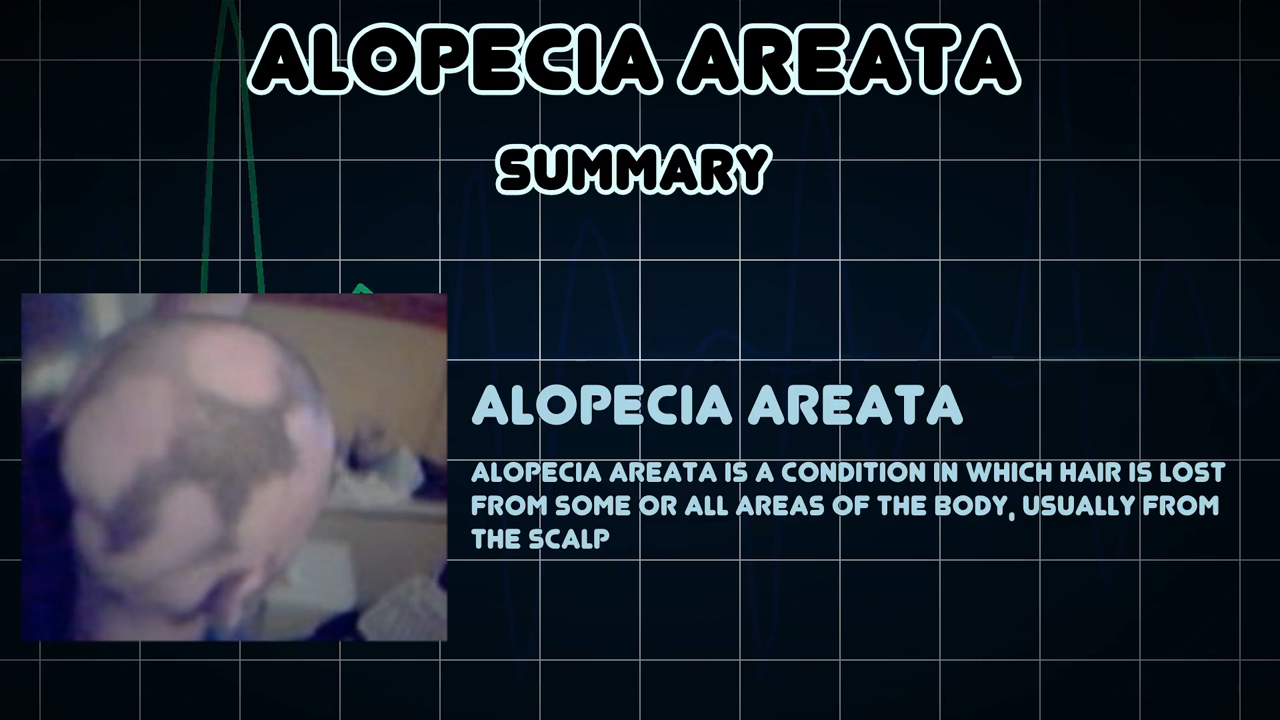 ALOPECIA AREATA
SUMMARY
ALOPECIA AREATA
ALOPECIA AREATA IS A CONDITION IN WHICH HAIR IS LOST
FROM SOME OR ALL AREAS OF THE BODY, USUALLY FROM
THE SCALP